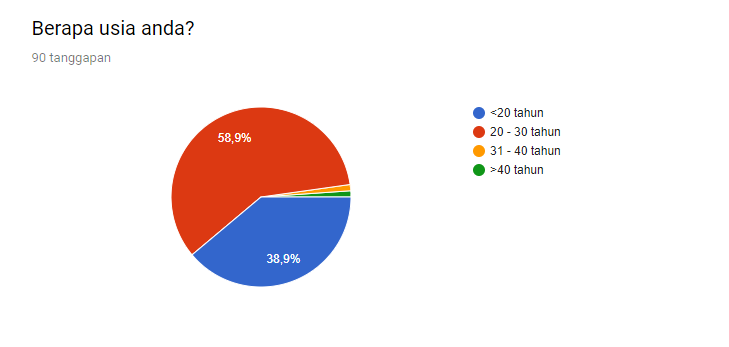 Berapa usia anda?
90 tanggapan
58,9%
38,9%
<20 tahun
20 - 30 tahun
31 - 40 tahun
>40 tahun